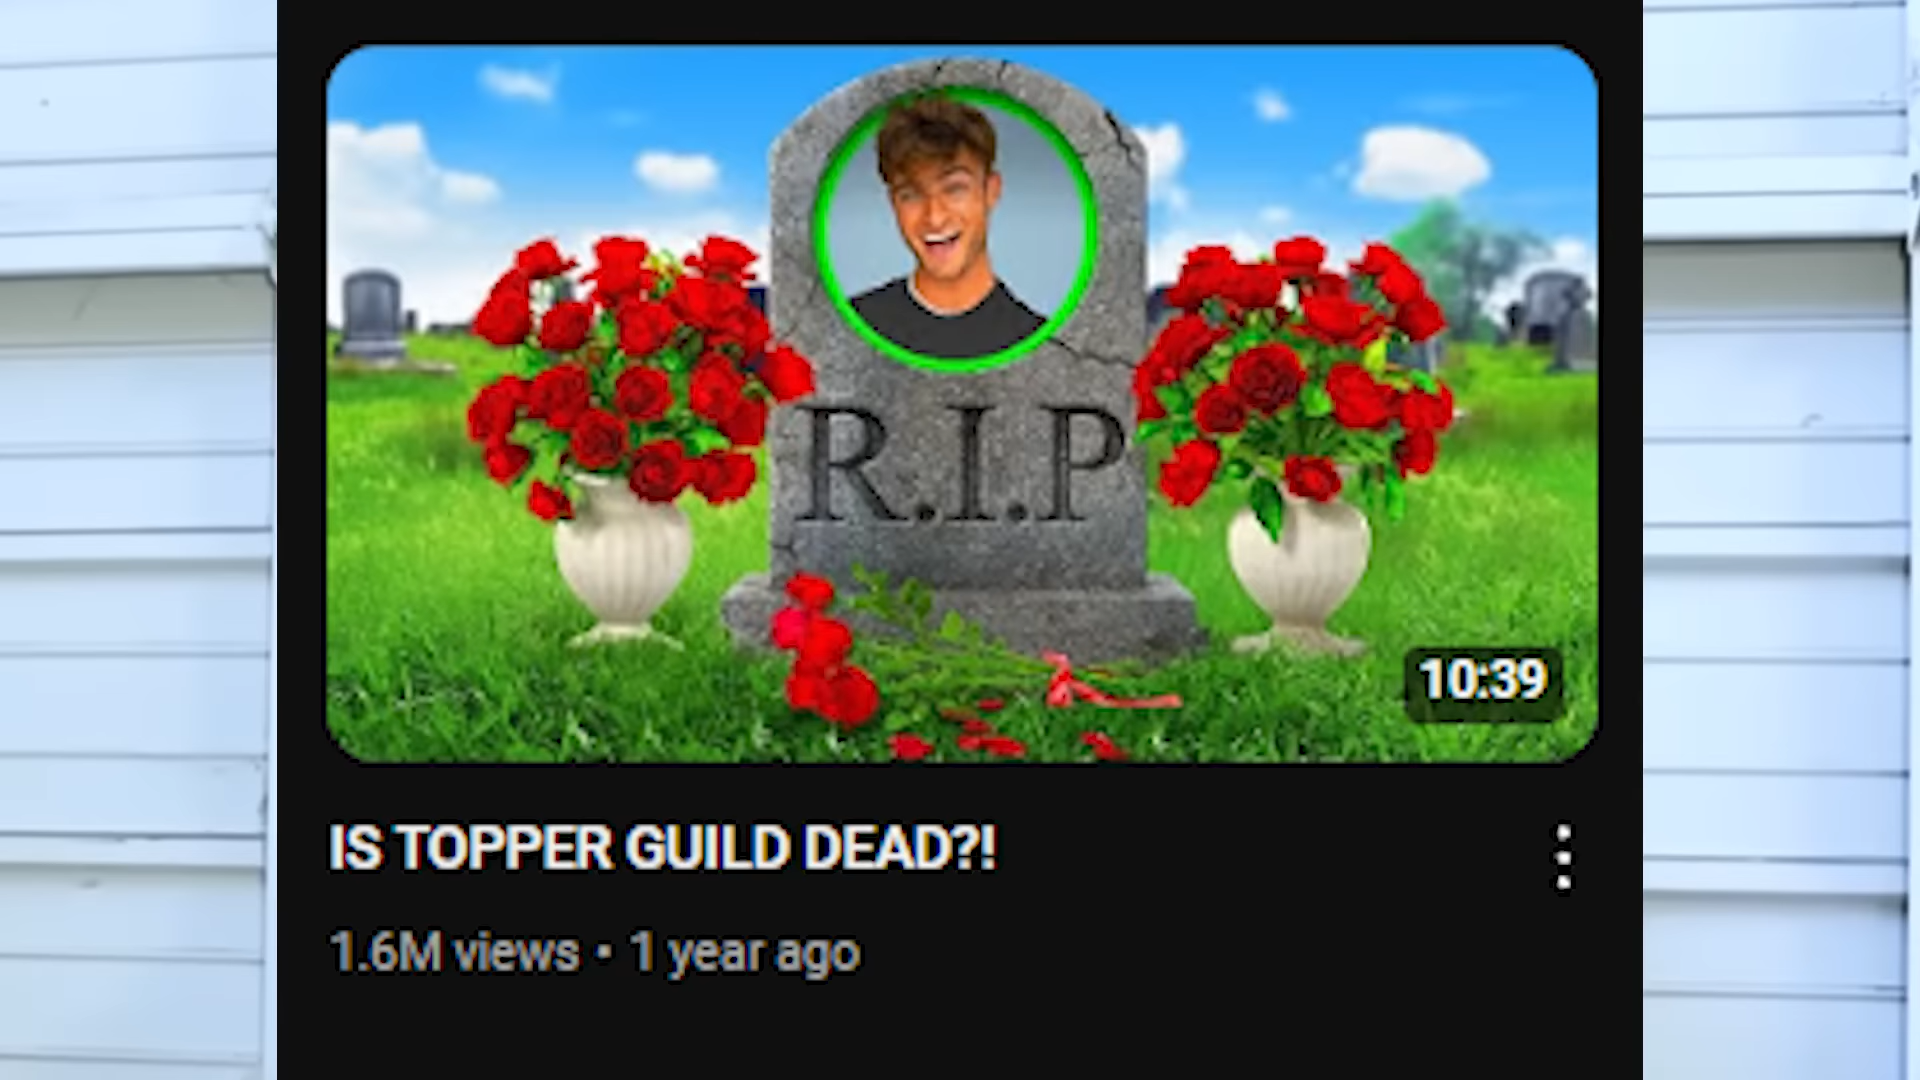 R.I.P
10:39
IS TOPPER GUILD DEAD?!
1.6M views • 1 year ago